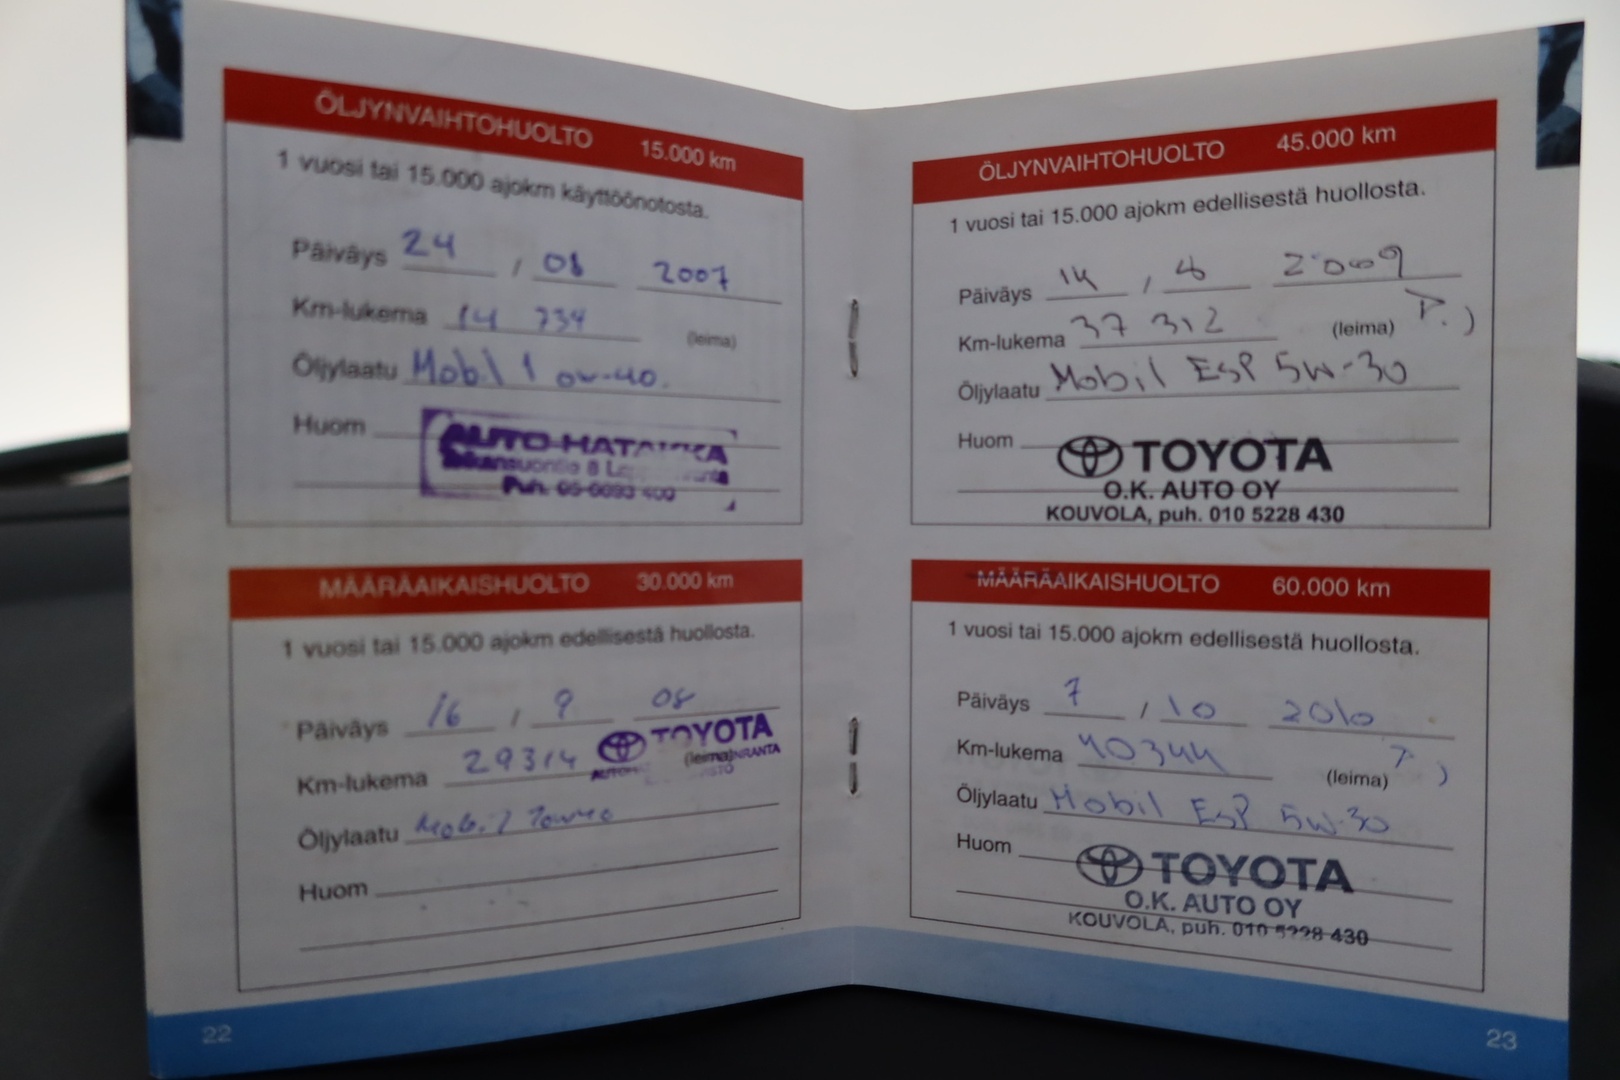 ÖLJYNVAIHTOHUOLTO 15.000 km
1 vuosi tai 15.000 ajokm käyttöönotosta.
Päiväys 24 / 08 2007
Km-lukema 14 734 (leima)
Öljylaatu Mobil 1 0W-40.
Huom
AUTO-HATAKKA
8
Puh. 05-
MÄÄRÄAIKAISHUOLTO 30.000 km
1 vuosi tai 15.000 ajokm edellisestä huollosta.
Päiväys 16 / 9 08
TOYOTA
Km-lukema 29314 (leima)
Öljylaatu Mobil
Huom
22
ÖLJYNVAIHTOHUOLTO 45.000 km
1 vuosi tai 15.000 ajokm edellisestä huollosta.
Päiväys 14 / 8 2009
Km-lukema 37 312 (leima)
Öljylaatu Mobil ESP 5W-30
Huom
TOYOTA
O.K. AUTO OY
KOUVOLA, puh. 010 5228 430
MÄÄRÄAIKAISHUOLTO 60.000 km
1 vuosi tai 15.000 ajokm edellisestä huollosta.
Päiväys 7 / 10 2010
Km-lukema 40344 (leima)
Öljylaatu Mobil ESP 5W-30
Huom
TOYOTA
O.K. AUTO OY
KOUVOLA, puh. 010 5228 430
23